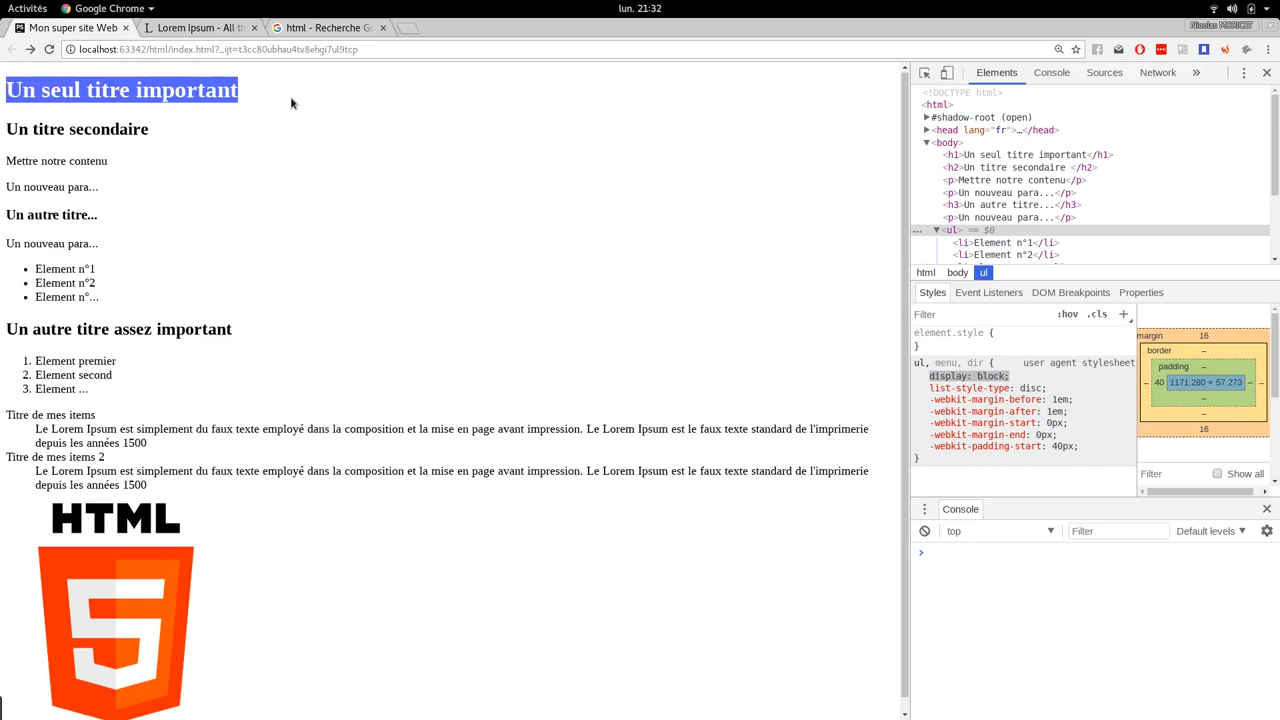 Activités Google Chrome lun. 21:32
Mon super site Web Lorem Ipsum - All th html - Recherche Go Nicolas MORICOT
localhost:63342/html/index.html?_ijt=t3cc80ubhau4tv8ehgi7ul9tcp
Un seul titre important
Un titre secondaire
Mettre notre contenu
Un nouveau para...
Un autre titre...
Un nouveau para...
Element n°1
Element n°2
Element n°...
Un autre titre assez important
1. Element premier
2. Element second
3. Element ...
Titre de mes items
Le Lorem Ipsum est simplement du faux texte employé dans la composition et la mise en page avant impression. Le Lorem Ipsum est le faux texte standard de l'imprimerie
depuis les années 1500
Titre de mes items 2
Le Lorem Ipsum est simplement du faux texte employé dans la composition et la mise en page avant impression. Le Lorem Ipsum est le faux texte standard de l'imprimerie
depuis les années 1500
HTML
5
Elements Console Sources Network »
<!DOCTYPE html>
<html>
#shadow-root (open)
<head lang="fr">…</head>
<body>
<h1>Un seul titre important</h1>
<h2>Un titre secondaire </h2>
<p>Mettre notre contenu</p>
<p>Un nouveau para...</p>
<h3>Un autre titre...</h3>
<p>Un nouveau para...</p>
... <ul> == $0
<li>Element n°1</li>
<li>Element n°2</li>
html body ul
Styles Event Listeners DOM Breakpoints Properties
Filter :hov .cls +
element.style {
}
ul, menu, dir { user agent stylesheet
display: block;
list-style-type: disc;
-webkit-margin-before: 1em;
-webkit-margin-after: 1em;
-webkit-margin-start: 0px;
-webkit-margin-end: 0px;
-webkit-padding-start: 40px;
}
margin 16
border –
padding –
– – 40 1171.280 × 57.273 – – –
–
–
16
Filter Show all
Console
top Filter Default levels